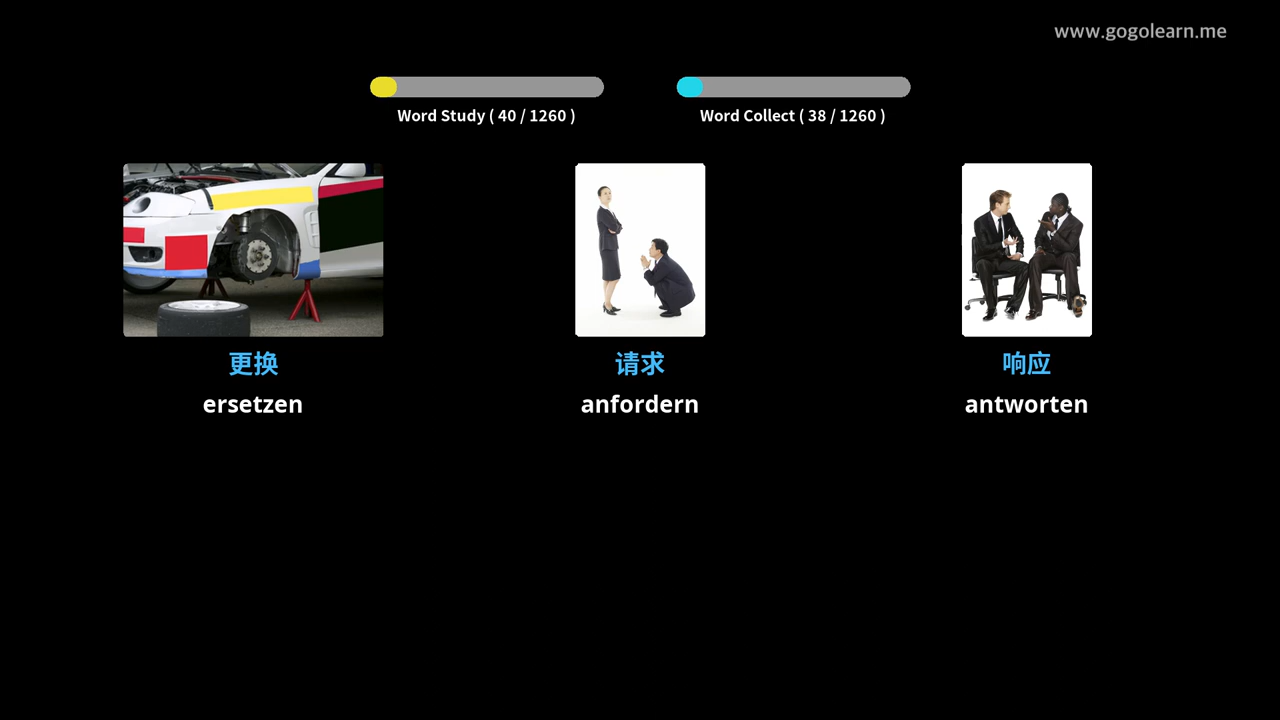 www.gogolearn.me
Word Study ( 40 / 1260 )
Word Collect ( 38 / 1260 )
更换
请求
响应
ersetzen
anfordern
antworten